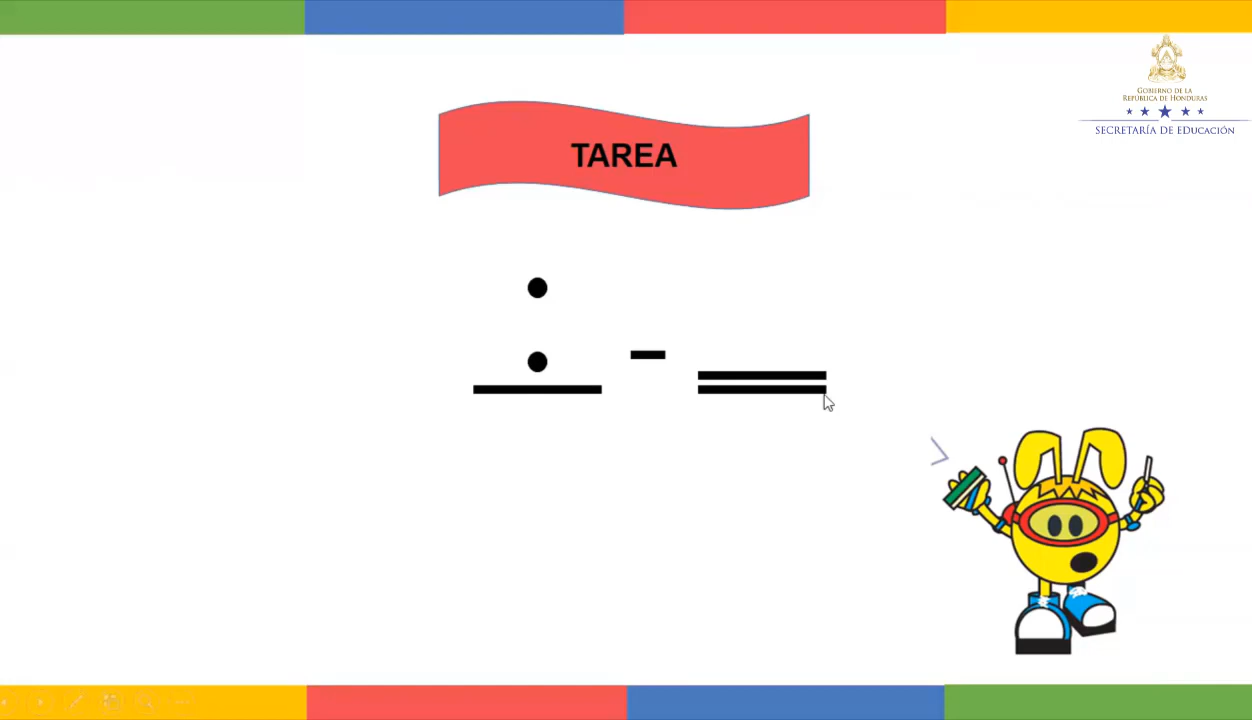 GOBIERNO DE LA
REPÚBLICA DE HONDURAS
SECRETARÍA DE EDUCACIÓN
TAREA